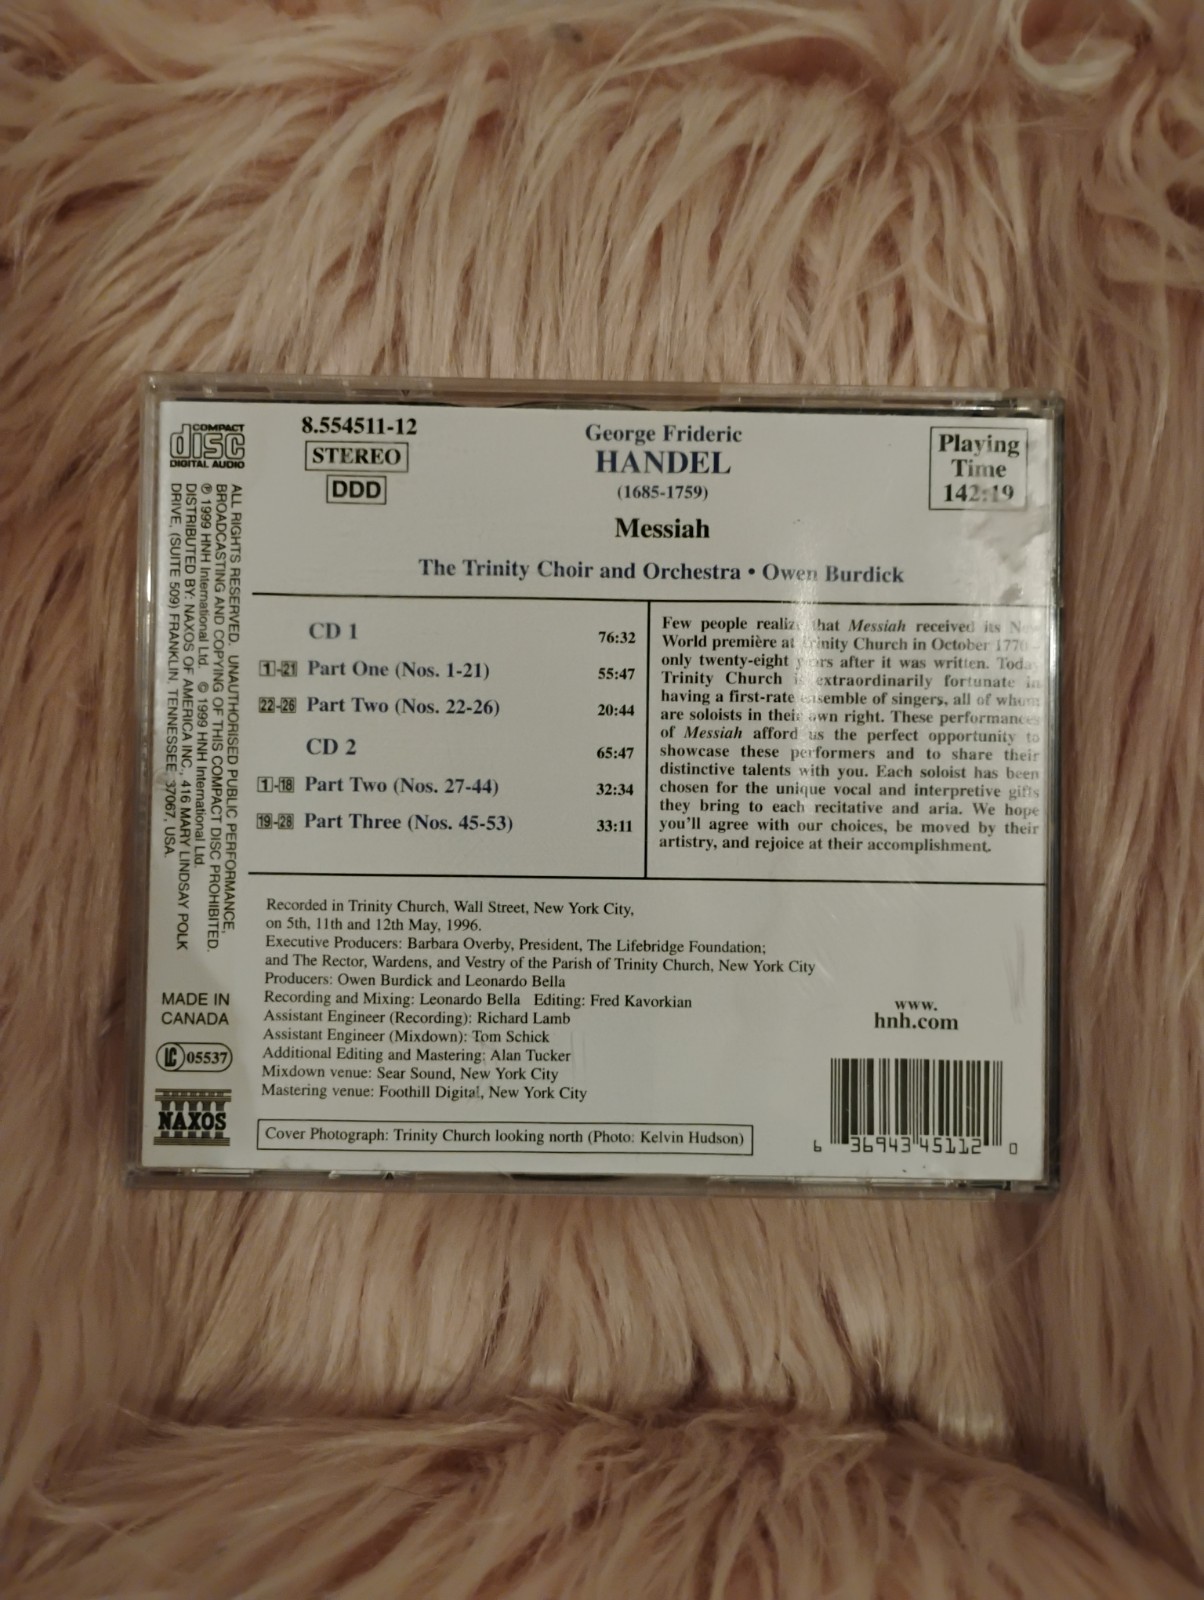 COMPACT
disc
DIGITAL AUDIO
8.554511-12
STEREO
DDD
George Frideric
HANDEL
(1685-1759)
Messiah
The Trinity Choir and Orchestra • Owen Burdick
Playing
Time
142:19
ALL RIGHTS RESERVED. UNAUTHORISED PUBLIC PERFORMANCE,
BROADCASTING AND COPYING OF THIS COMPACT DISC PROHIBITED.
℗ 1999 HNH International Ltd. © 1999 HNH International Ltd.
DISTRIBUTED BY: NAXOS OF AMERICA INC., 416 MARY LINDSAY POLK
DRIVE, (SUITE 509) FRANKLIN, TENNESSEE, 37067, USA.
CD 1 76:32
1-21 Part One (Nos. 1-21) 55:47
22-26 Part Two (Nos. 22-26) 20:44
CD 2 65:47
1-18 Part Two (Nos. 27-44) 32:34
19-28 Part Three (Nos. 45-53) 33:11
Few people realize that Messiah received its New
World première at Trinity Church in October 1770 -
only twenty-eight years after it was written. Today
Trinity Church is extraordinarily fortunate in
having a first-rate ensemble of singers, all of whom
are soloists in their own right. These performances
of Messiah afford us the perfect opportunity to
showcase these performers and to share their
distinctive talents with you. Each soloist has been
chosen for the unique vocal and interpretive gifts
they bring to each recitative and aria. We hope
you'll agree with our choices, be moved by their
artistry, and rejoice at their accomplishment.
Recorded in Trinity Church, Wall Street, New York City,
on 5th, 11th and 12th May, 1996.
Executive Producers: Barbara Overby, President, The Lifebridge Foundation;
and The Rector, Wardens, and Vestry of the Parish of Trinity Church, New York City
Producers: Owen Burdick and Leonardo Bella
Recording and Mixing: Leonardo Bella Editing: Fred Kavorkian
Assistant Engineer (Recording): Richard Lamb
Assistant Engineer (Mixdown): Tom Schick
Additional Editing and Mastering: Alan Tucker
Mixdown venue: Sear Sound, New York City
Mastering venue: Foothill Digital, New York City
Cover Photograph: Trinity Church looking north (Photo: Kelvin Hudson)
MADE IN
CANADA
LC 05537
NAXOS
www.
hnh.com
6 36943 45112 0